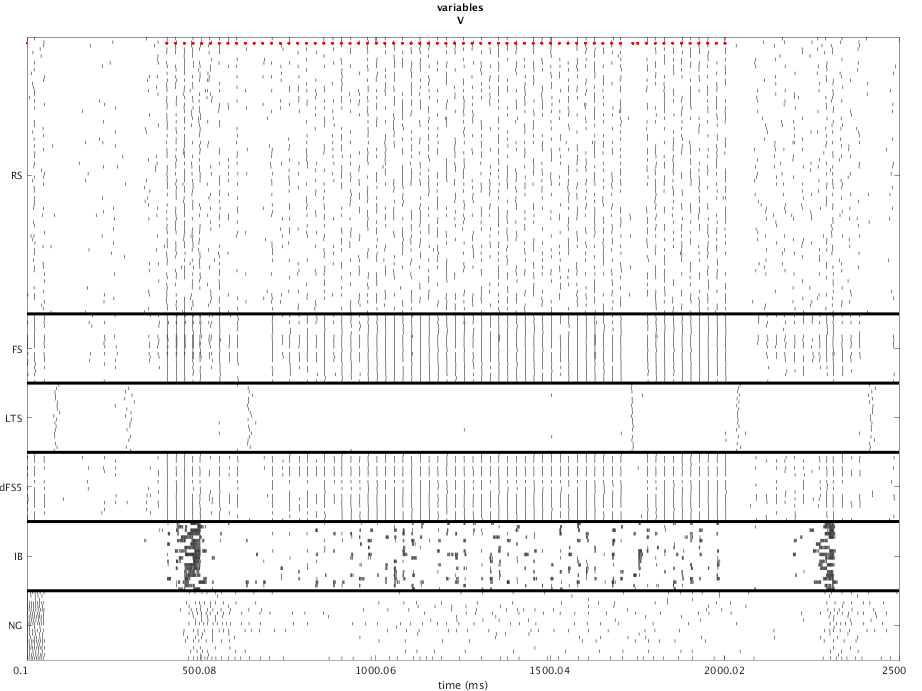 variables
V
RS
FS
LTS
dFS5
IB
NG
0.1
500.08
1000.06
1500.04
2000.02
2500
time (ms)